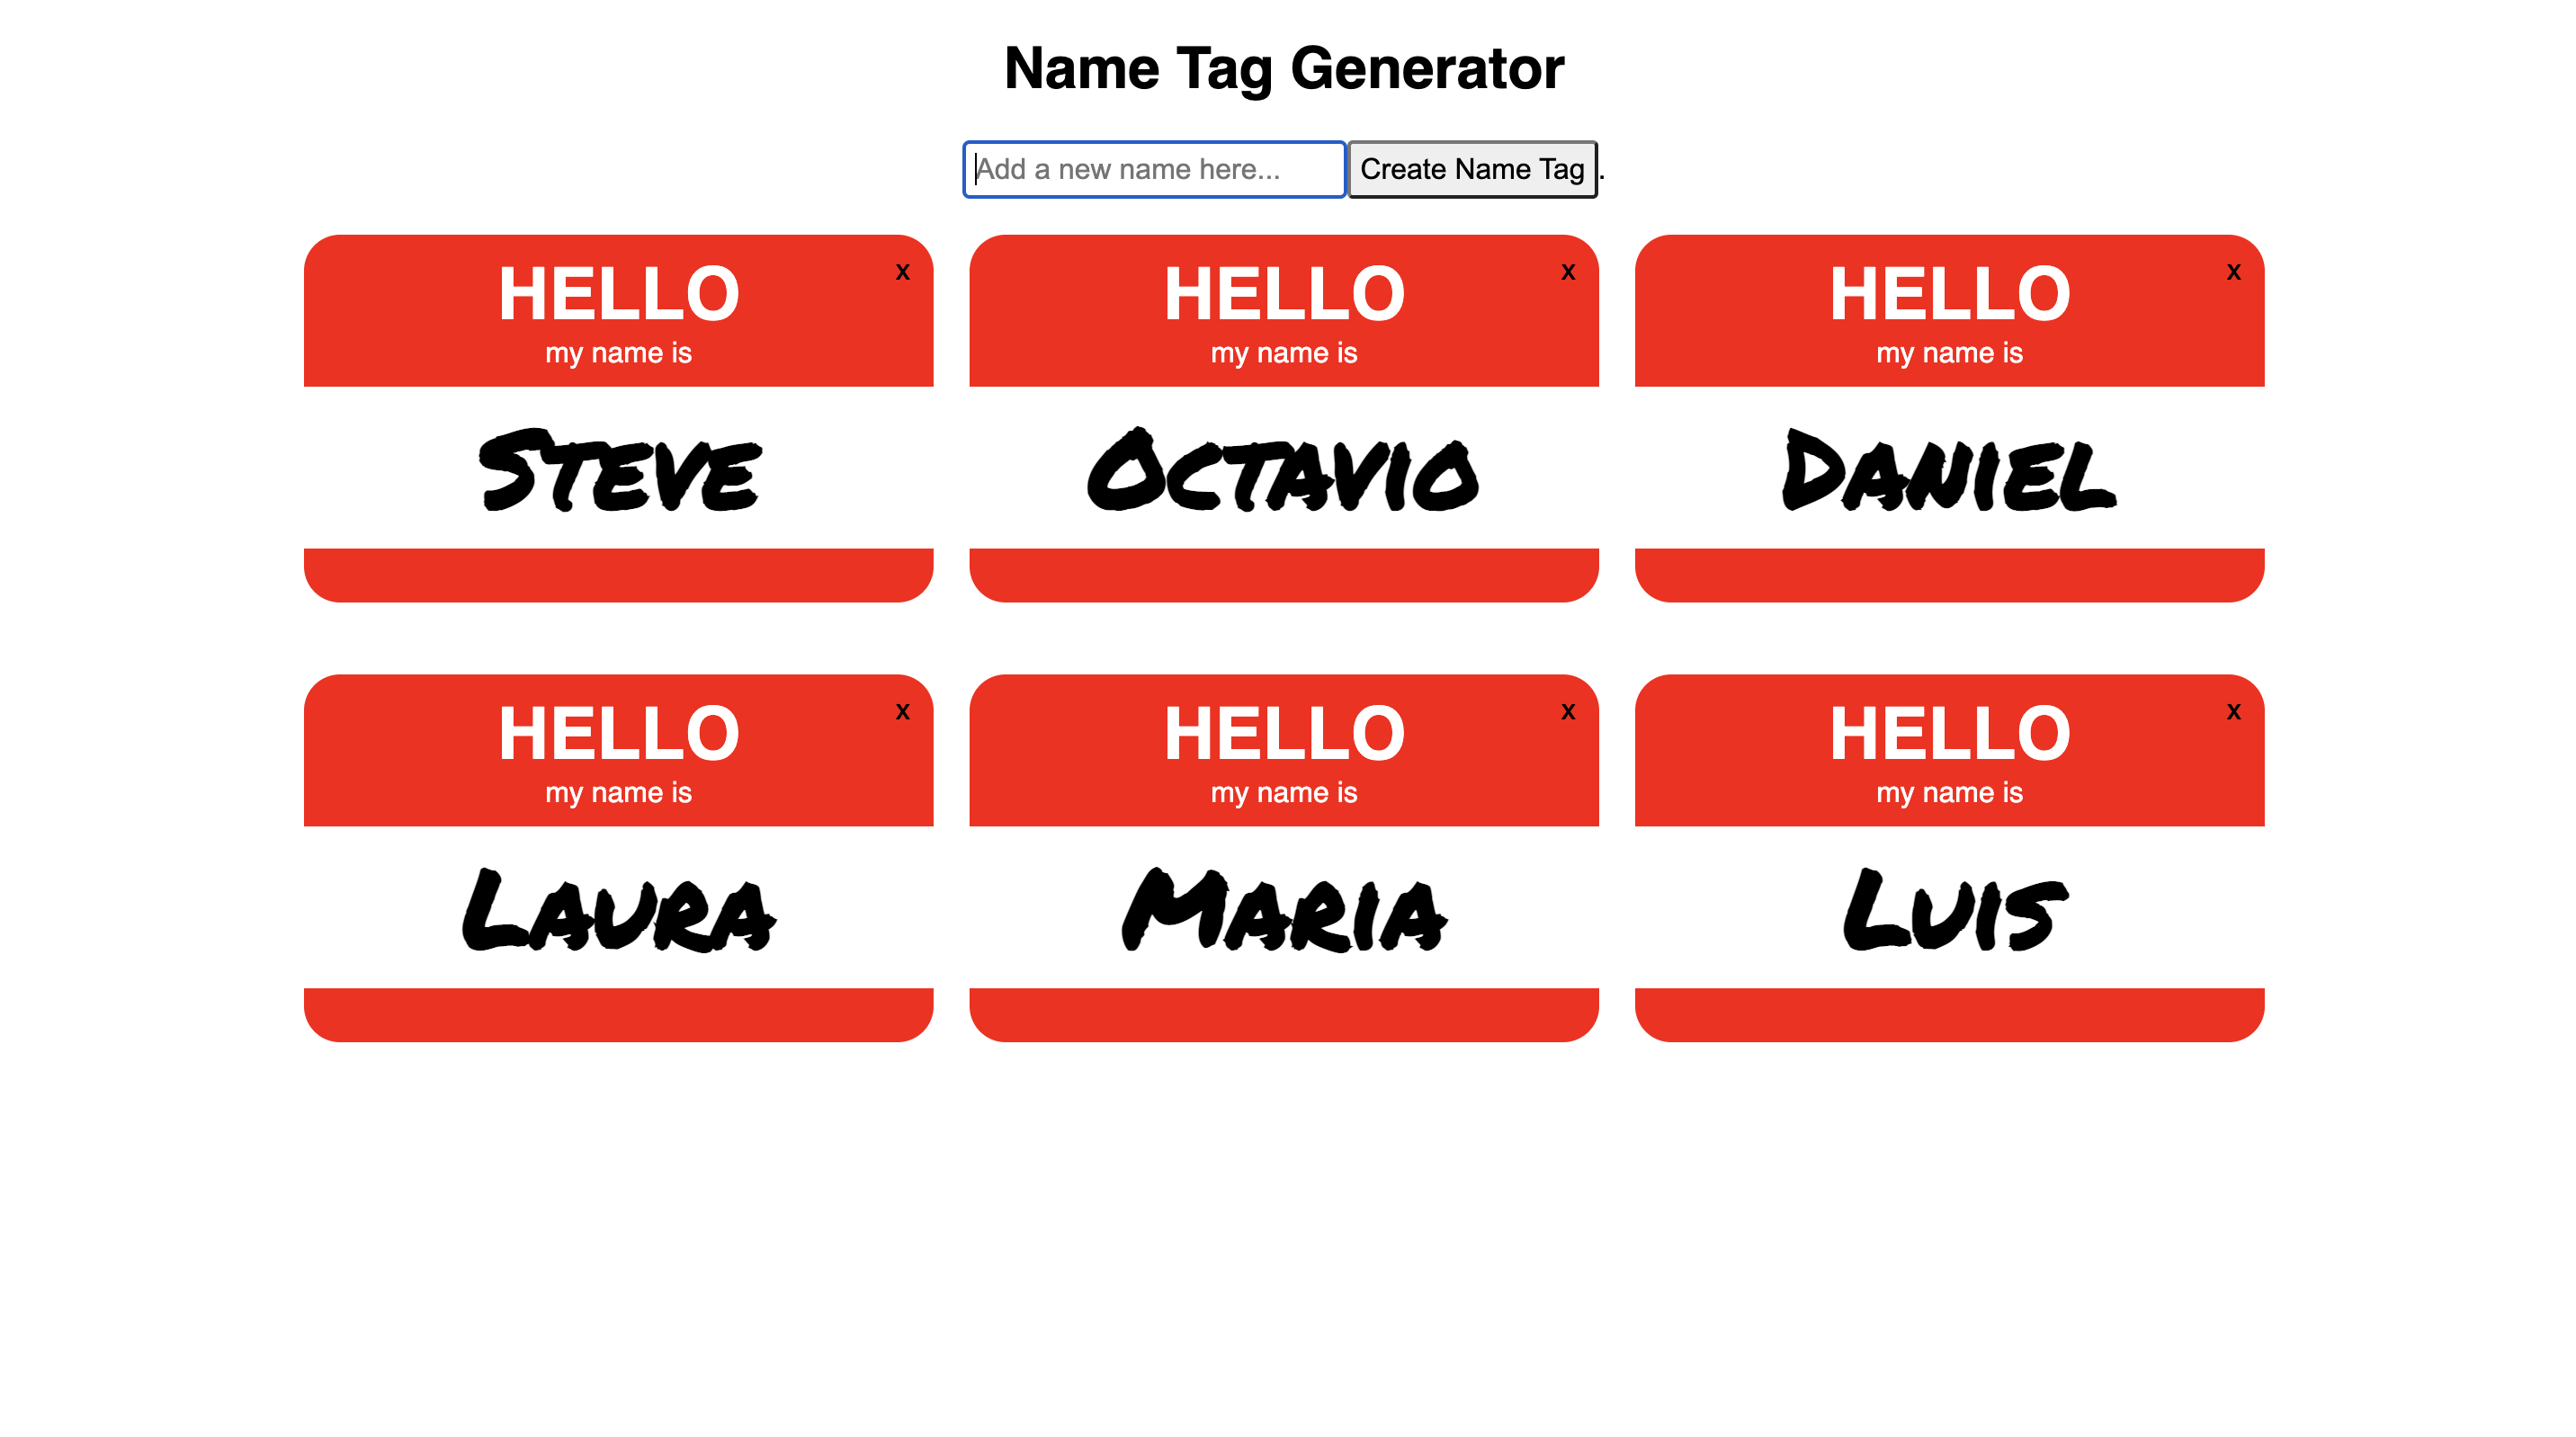 Name Tag Generator
Add a new name here... Create Name Tag .
HELLO x
my name is
Steve
HELLO x
my name is
Octavio
HELLO x
my name is
Daniel
HELLO x
my name is
Laura
HELLO x
my name is
Maria
HELLO x
my name is
Luis